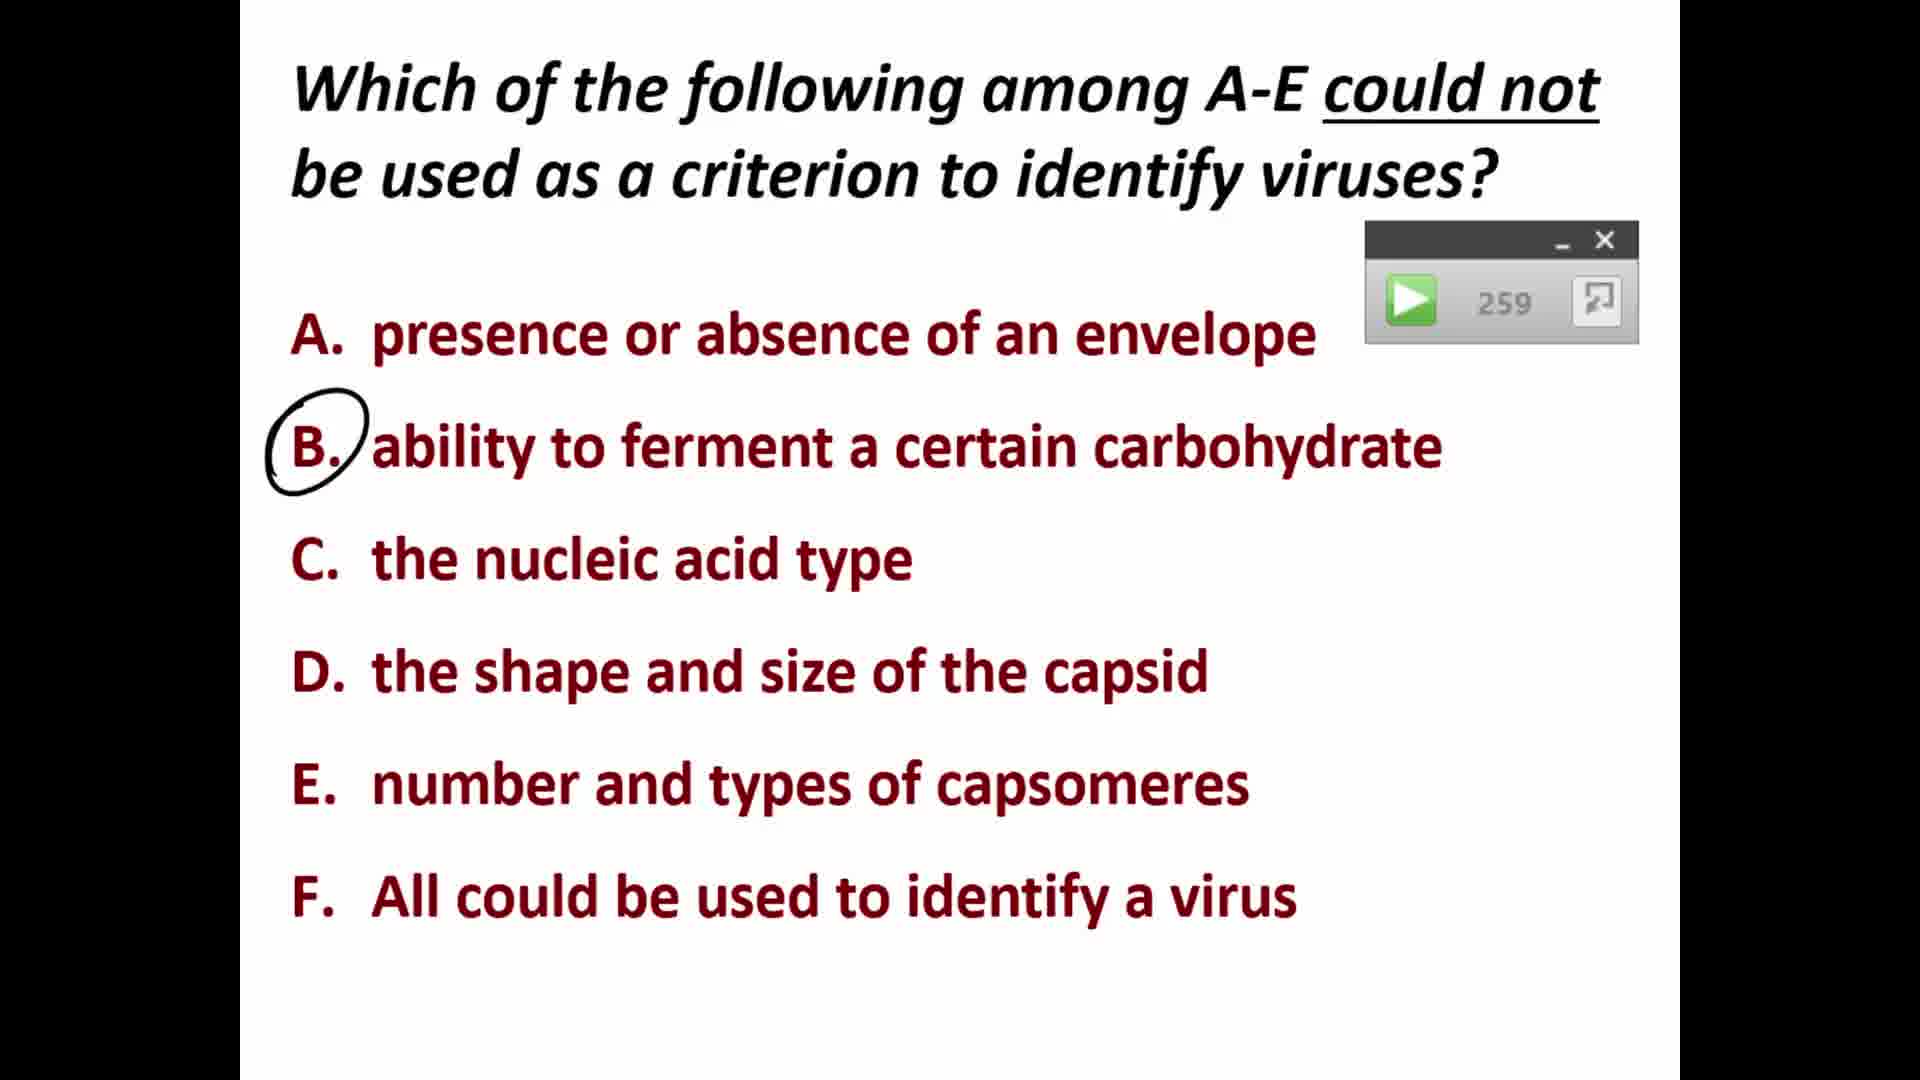 Which of the following among A-E could not
be used as a criterion to identify viruses?
259
A. presence or absence of an envelope
B. ability to ferment a certain carbohydrate
C. the nucleic acid type
D. the shape and size of the capsid
E. number and types of capsomeres
F. All could be used to identify a virus